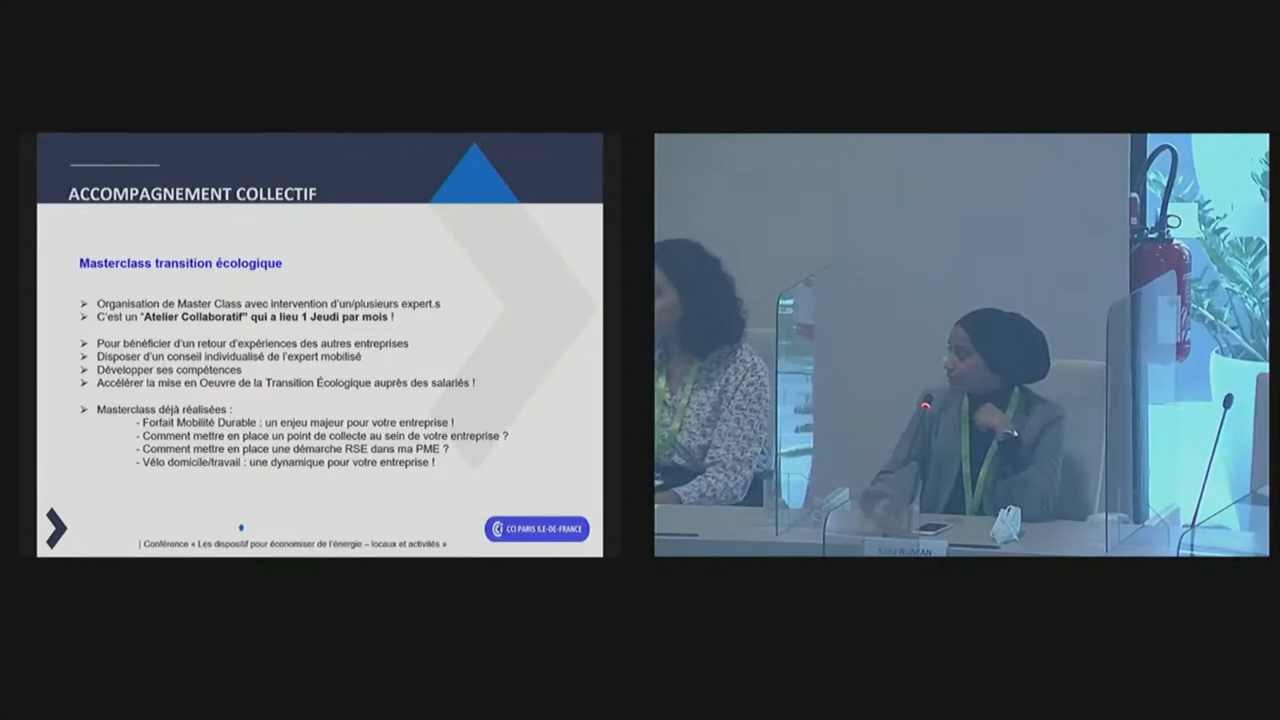 ACCOMPAGNEMENT COLLECTIF
Masterclass transition écologique
➢ Organisation de Master Class avec intervention d'un/plusieurs expert.s
➢ C'est un "Atelier Collaboratif" qui a lieu 1 Jeudi par mois !
➢ Pour bénéficier d'un retour d'expériences des autres entreprises
➢ Disposer d'un conseil individualisé de l'expert mobilisé
➢ Développer ses compétences
➢ Accélérer la mise en Oeuvre de la Transition Écologique auprès des salariés !
➢ Masterclass déjà réalisées :
- Forfait Mobilité Durable : un enjeu majeur pour votre entreprise !
- Comment mettre en place un point de collecte au sein de votre entreprise ?
- Comment mettre en place une démarche RSE dans ma PME ?
- Vélo domicile/travail : une dynamique pour votre entreprise !
CCI PARIS ILE-DE-FRANCE
| Conférence « Les dispositif pour économiser de l'énergie – locaux et activités »
RUMAN